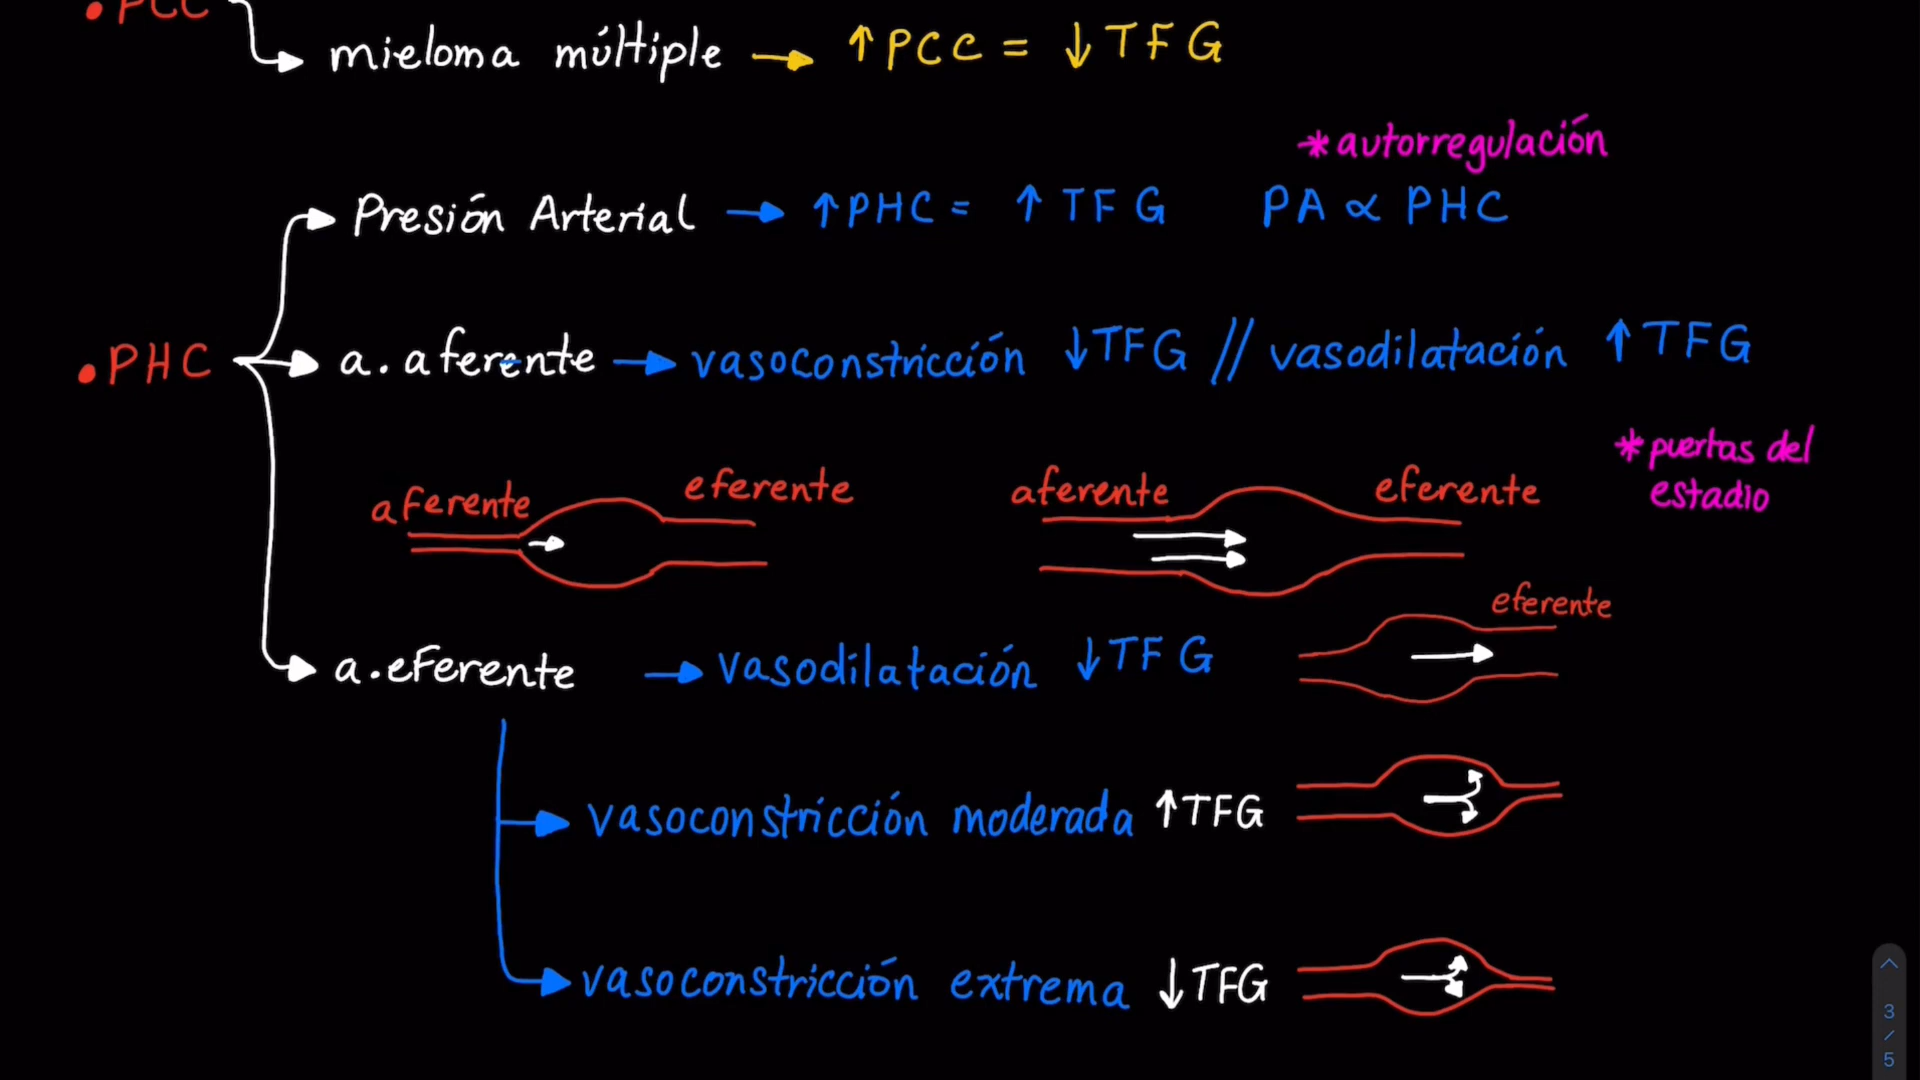 • PCC
mieloma múltiple → ↑PCC = ↓TFG
* autorregulación
Presión Arterial → ↑PHC = ↑TFG PA ∝ PHC
• PHC
a. aferente → vasoconstricción ↓TFG // vasodilatación ↑TFG
* puertas del
estadio
aferente eferente aferente eferente
eferente
a. eferente → vasodilatación ↓TFG
vasoconstricción moderada ↑TFG
vasoconstricción extrema ↓TFG
3
/
5